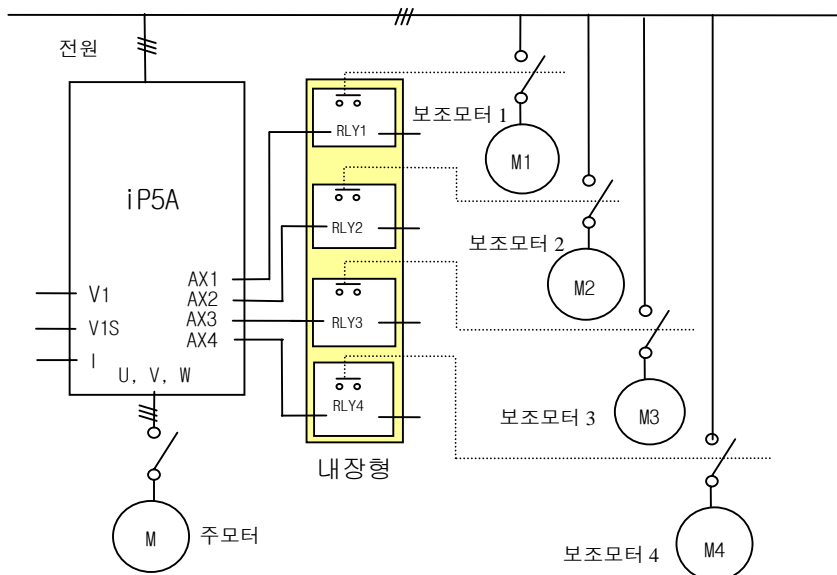 전원
RLY1
보조모터 1
M1
iP5A
RLY2
보조모터 2
M2
AX1
AX2
AX3
AX4
V1
V1S
I
U, V, W
RLY3
보조모터 3
M3
RLY4
내장형
M
주모터
보조모터 4
M4